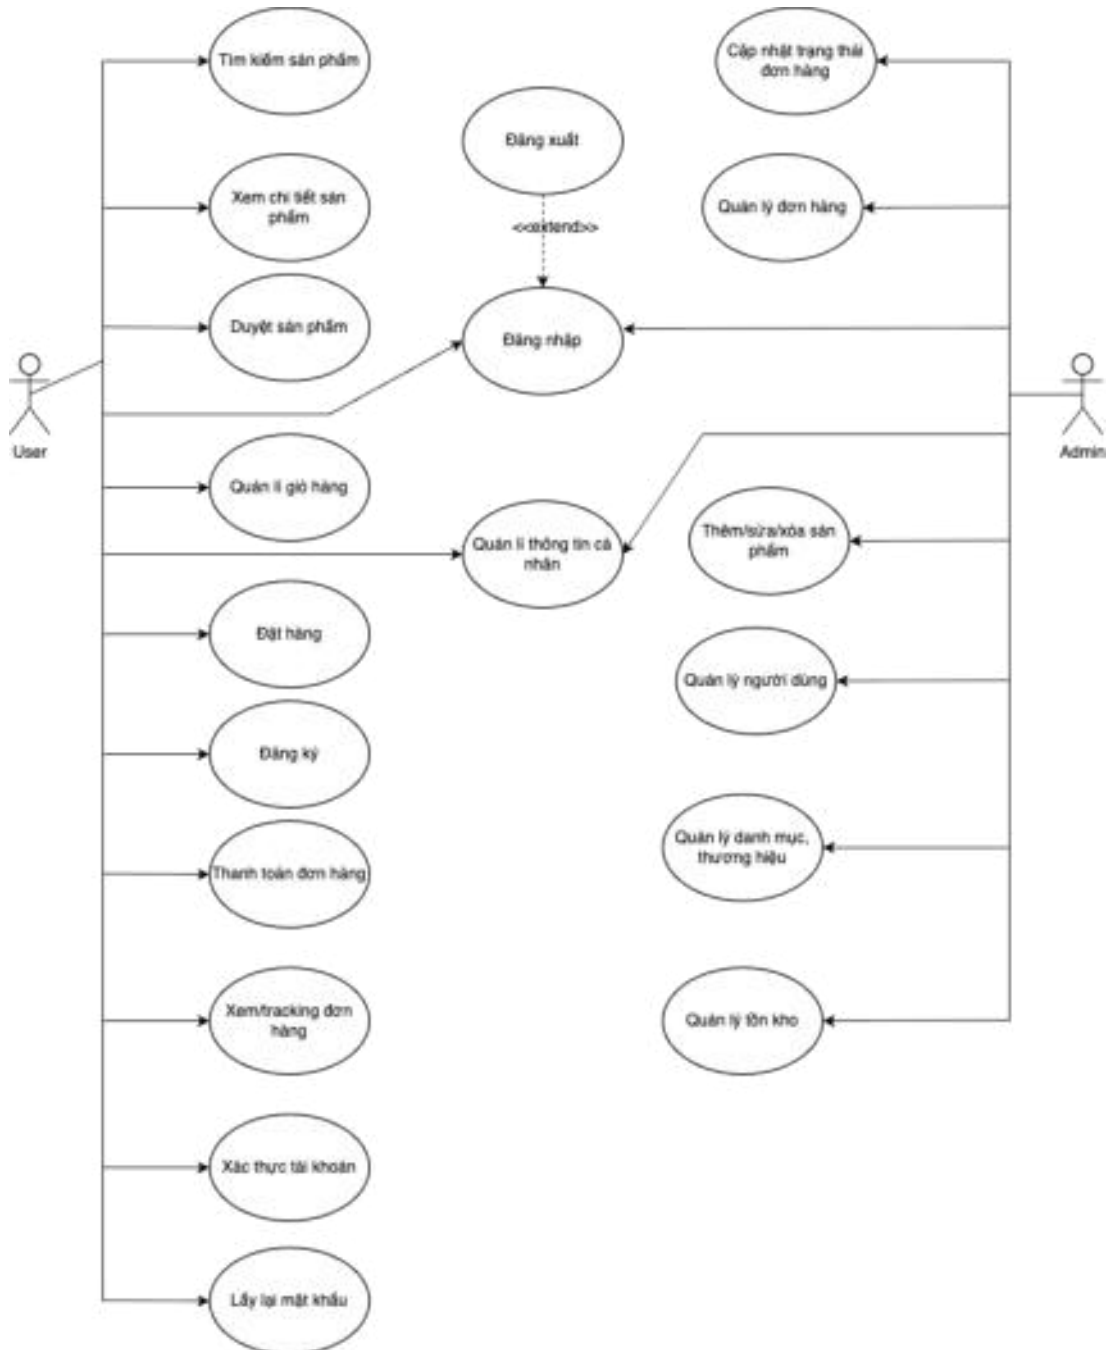 Tìm kiếm sản phẩm
Cập nhật trạng thái
đơn hàng
Đăng xuất
Xem chi tiết sản
phẩm
Quản lý đơn hàng
<<extend>>
Duyệt sản phẩm
Đăng nhập
User
Admin
Quản lí giỏ hàng
Quản lí thông tin cá
nhân
Thêm/sửa/xóa sản
phẩm
Đặt hàng
Quản lý người dùng
Đăng ký
Quản lý danh mục,
thương hiệu
Thanh toán đơn hàng
Xem/tracking đơn
hàng
Quản lý tồn kho
Xác thực tài khoản
Lấy lại mật khẩu